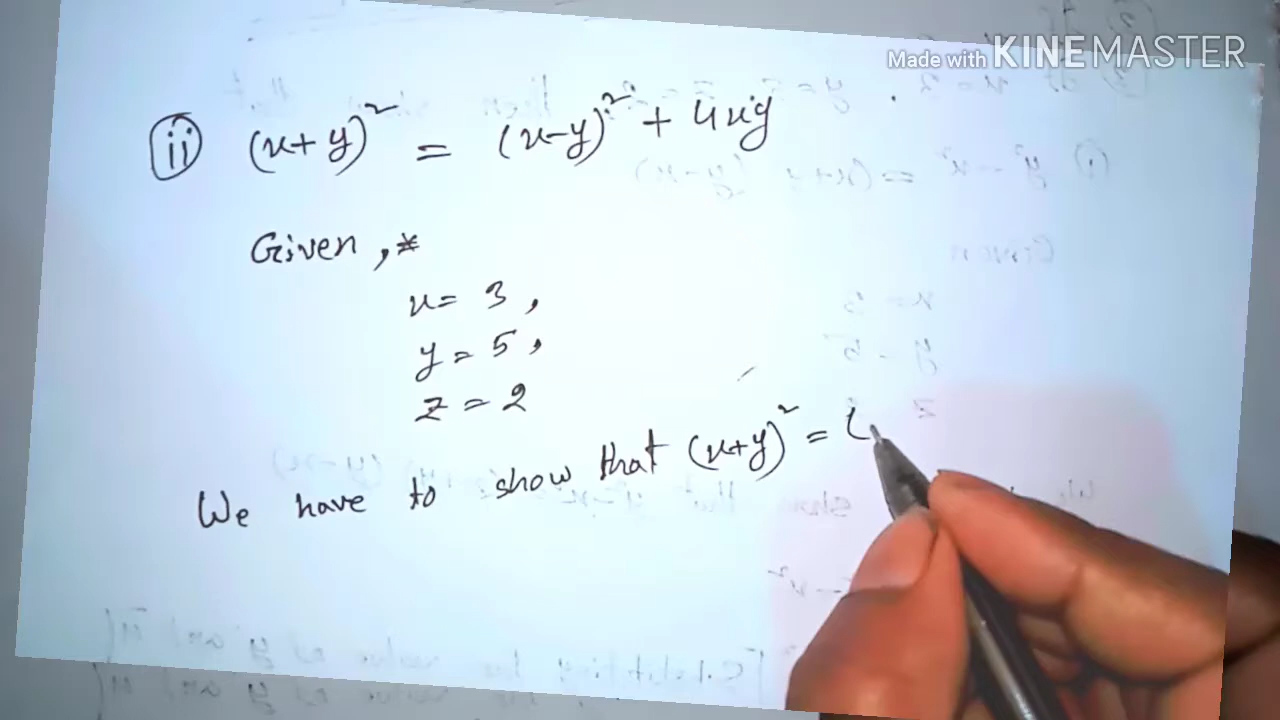 Made with KINEMASTER
ii (x+y)² = (x-y)² + 4xy
Given,
x= 3,
y = 5,
z = 2
We have to show that (x+y)² = (